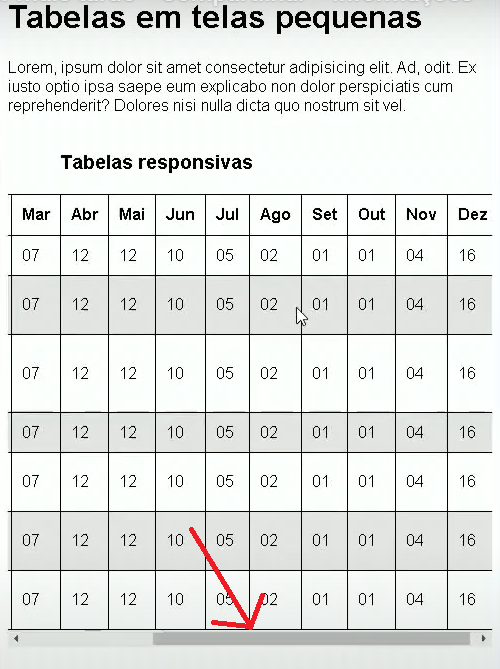 Tabelas em telas pequenas
Lorem, ipsum dolor sit amet consectetur adipisicing elit. Ad, odit. Ex
iusto optio ipsa saepe eum explicabo non dolor perspiciatis cum
reprehenderit? Dolores nisi nulla dicta quo nostrum sit vel.
Tabelas responsivas
Mar Abr Mai Jun Jul Ago Set Out Nov Dez
07 12 12 10 05 02 01 01 04 16
07 12 12 10 05 02 01 01 04 16
07 12 12 10 05 02 01 01 04 16
07 12 12 10 05 02 01 01 04 16
07 12 12 10 05 02 01 01 04 16
07 12 12 10 05 02 01 01 04 16
07 12 12 10 05 02 01 01 04 16